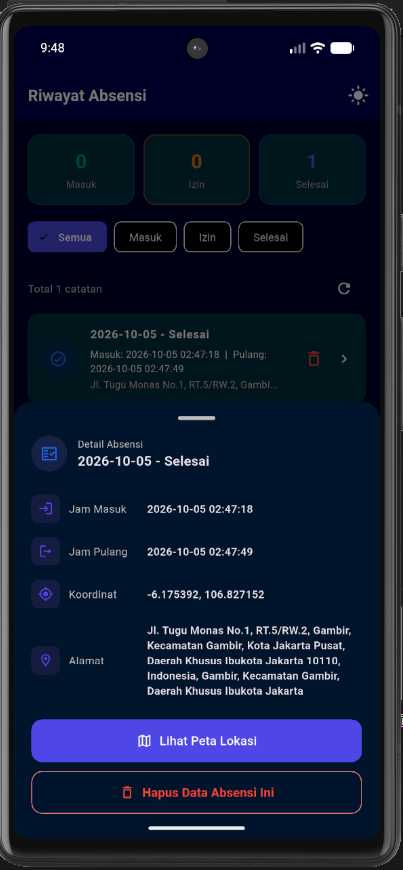 9:48
Riwayat Absensi
0
Masuk
0
Izin
1
Selesai
Semua
Masuk
Izin
Selesai
Total 1 catatan
2026-10-05 - Selesai
Masuk: 2026-10-05 02:47:18 | Pulang:
2026-10-05 02:47:49
Jl. Tugu Monas No.1, RT.5/RW.2, Gambi...
Detail Absensi
2026-10-05 - Selesai
Jam Masuk 2026-10-05 02:47:18
Jam Pulang 2026-10-05 02:47:49
Koordinat -6.175392, 106.827152
Alamat
Jl. Tugu Monas No.1, RT.5/RW.2, Gambir,
Kecamatan Gambir, Kota Jakarta Pusat,
Daerah Khusus Ibukota Jakarta 10110,
Indonesia, Gambir, Kecamatan Gambir,
Daerah Khusus Ibukota Jakarta
Lihat Peta Lokasi
Hapus Data Absensi Ini